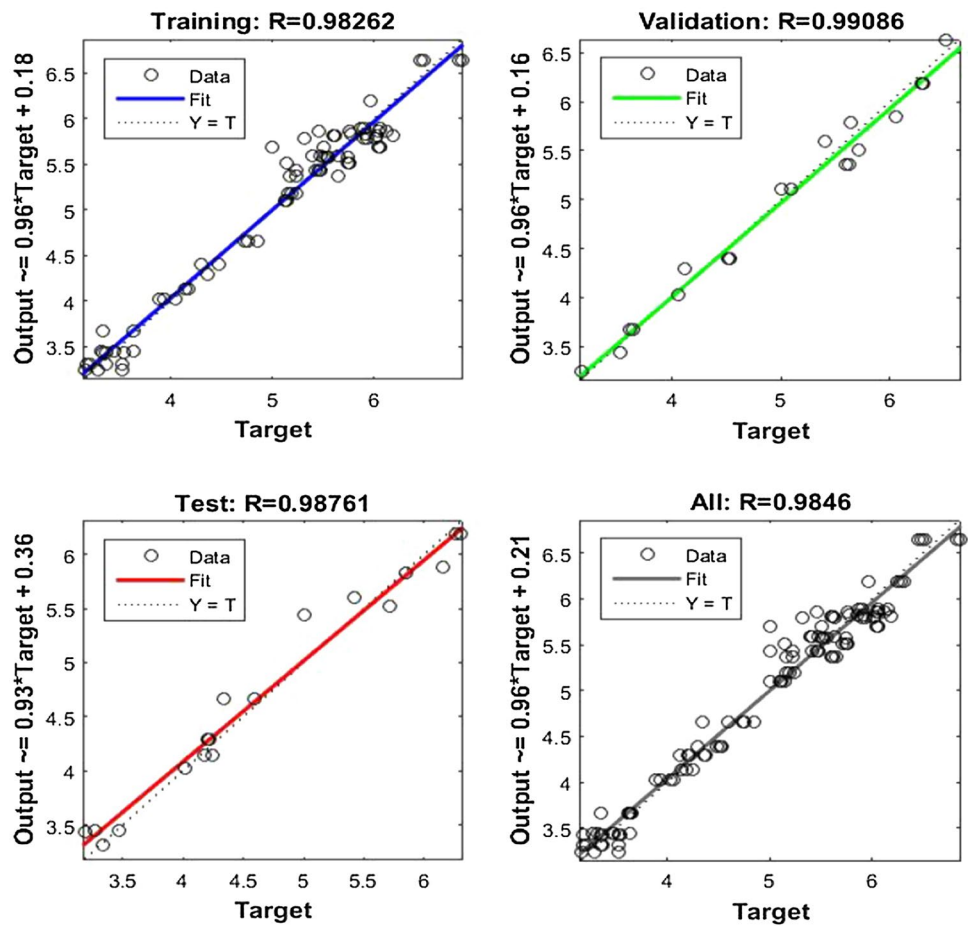 Training: R=0.98262
Output ~= 0.96*Target + 0.18
Data
Fit
Y = T
6.5
6
5.5
5
4.5
4
3.5
4
5
6
Target
Validation: R=0.99086
Output ~= 0.96*Target + 0.16
Data
Fit
Y = T
6.5
6
5.5
5
4.5
4
3.5
4
5
6
Target
Test: R=0.98761
Output ~= 0.93*Target + 0.36
Data
Fit
Y = T
6
5.5
5
4.5
4
3.5
3.5
4
4.5
5
5.5
6
Target
All: R=0.9846
Output ~= 0.96*Target + 0.21
Data
Fit
Y = T
6.5
6
5.5
5
4.5
4
3.5
4
5
6
Target